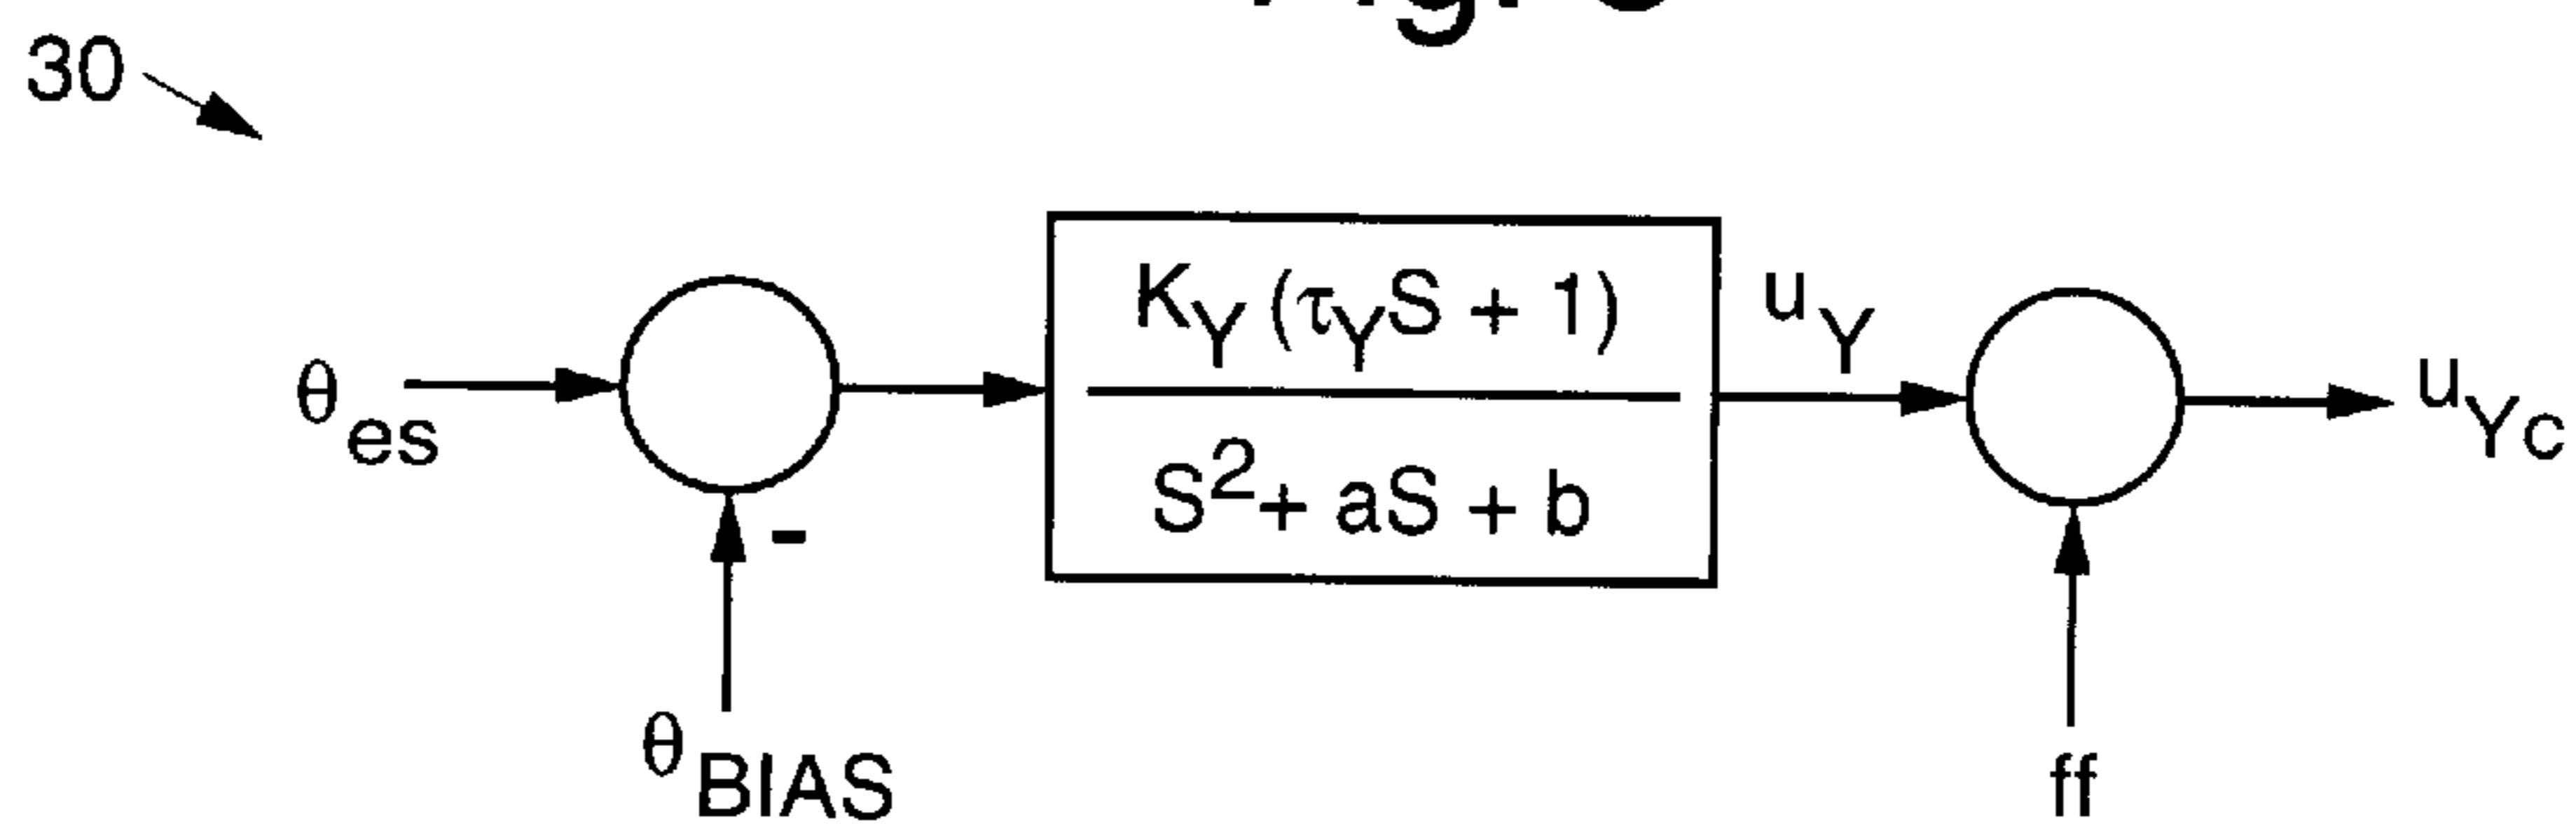 30
θes
θBIAS
-
KY (τYS + 1)
S2 + aS + b
uY
ff
uYc